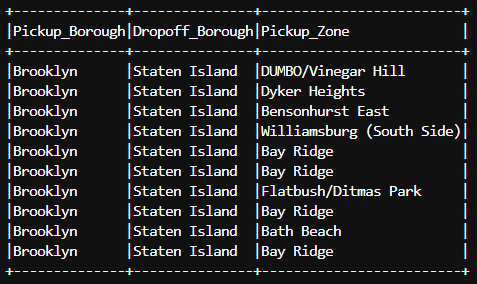 +---------------+---------------+-------------------------+
|Pickup_Borough|Dropoff_Borough|Pickup_Zone              |
+---------------+---------------+-------------------------+
|Brooklyn      |Staten Island  |DUMBO/Vinegar Hill       |
|Brooklyn      |Staten Island  |Dyker Heights            |
|Brooklyn      |Staten Island  |Bensonhurst East         |
|Brooklyn      |Staten Island  |Williamsburg (South Side)|
|Brooklyn      |Staten Island  |Bay Ridge                |
|Brooklyn      |Staten Island  |Bay Ridge                |
|Brooklyn      |Staten Island  |Flatbush/Ditmas Park     |
|Brooklyn      |Staten Island  |Bay Ridge                |
|Brooklyn      |Staten Island  |Bath Beach               |
|Brooklyn      |Staten Island  |Bay Ridge                |
+---------------+---------------+-------------------------+